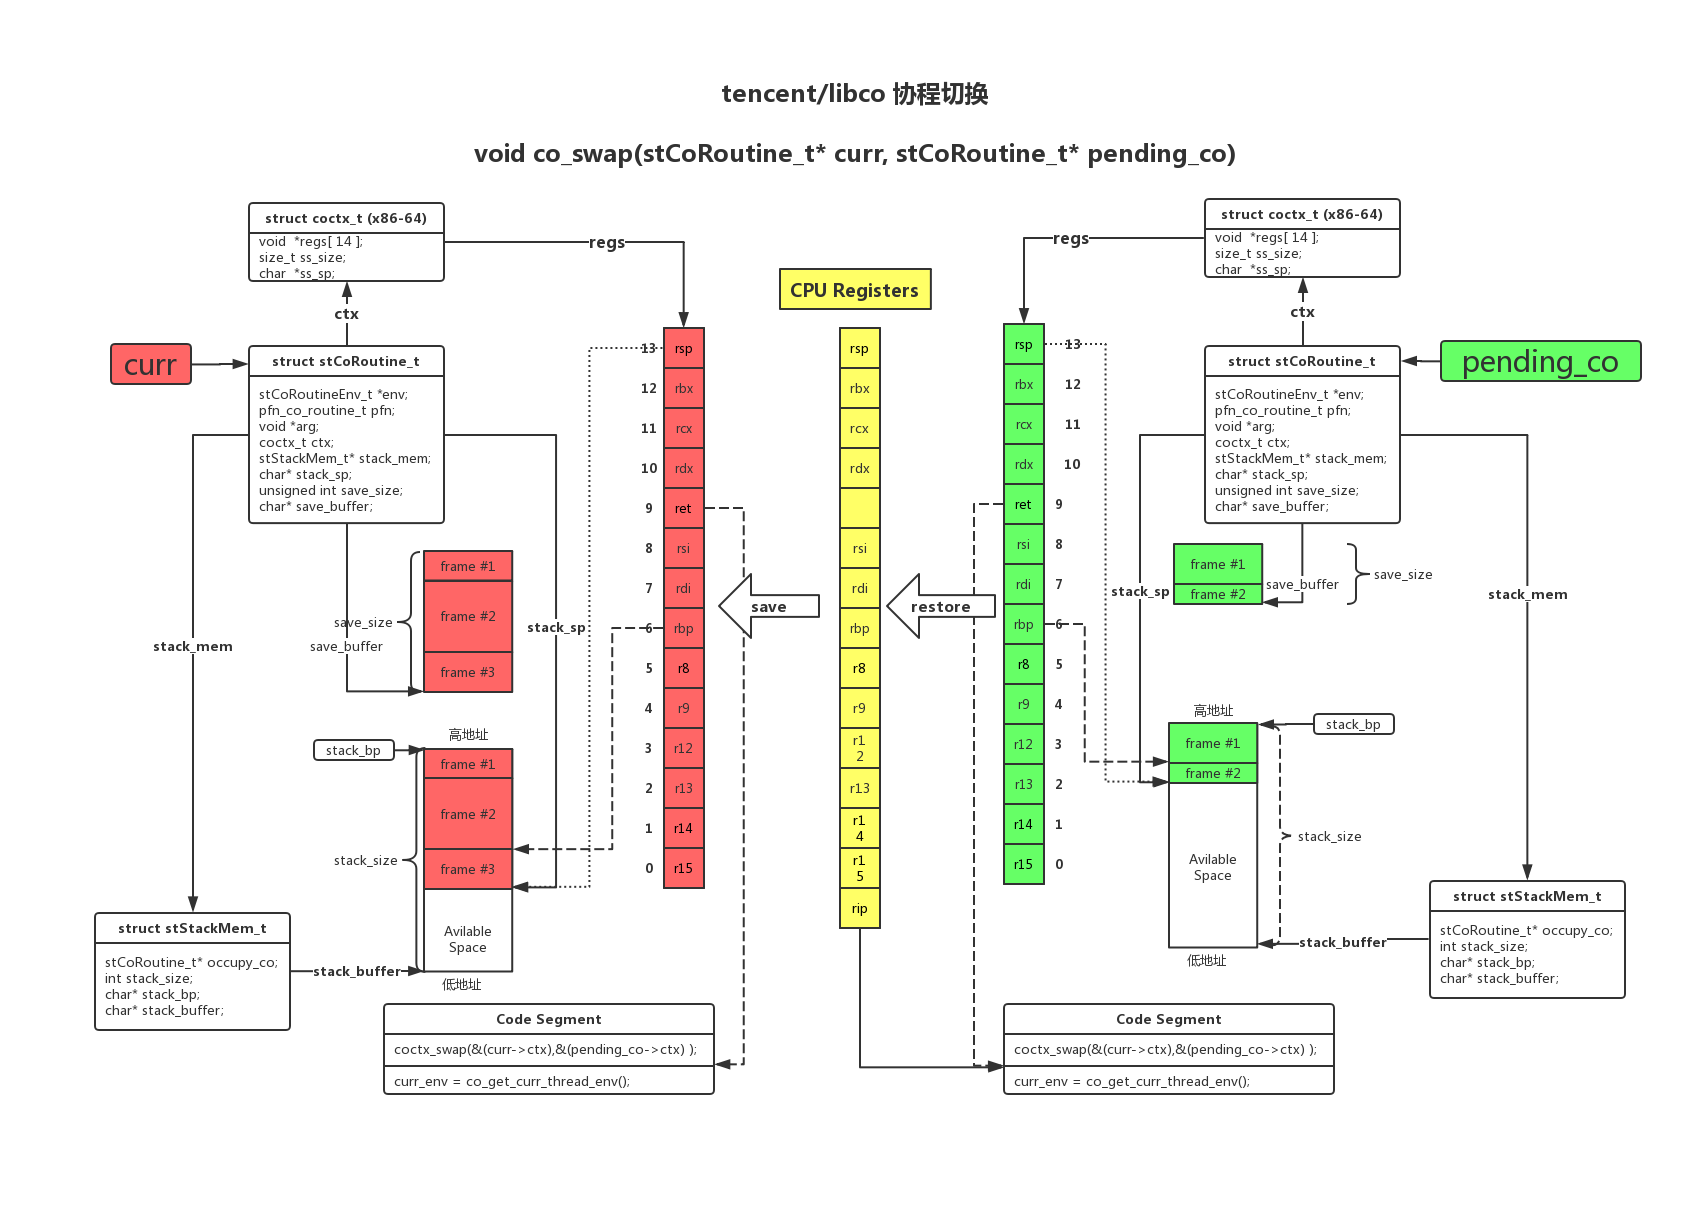 tencent/libco 协程切换
void co_swap(stCoRoutine_t* curr, stCoRoutine_t* pending_co)
struct coctx_t (x86-64)
void  *regs[ 14 ];
size_t ss_size;
char  *ss_sp;
regs
ctx
curr
struct stCoRoutine_t
stCoRoutineEnv_t *env;
pfn_co_routine_t pfn;
void *arg;
coctx_t ctx;
stStackMem_t* stack_mem;
char* stack_sp;
unsigned int save_size;
char* save_buffer;
stack_mem
stack_sp
save_size
save_buffer
frame #1
frame #2
frame #3
高地址
stack_bp
frame #1
frame #2
frame #3
stack_size
Avilable
Space
低地址
struct stStackMem_t
stCoRoutine_t* occupy_co;
int stack_size;
char* stack_bp;
char* stack_buffer;
stack_buffer
13 rsp
12 rbx
11 rcx
10 rdx
9 ret
8 rsi
7 rdi
6 rbp
5 r8
4 r9
3 r12
2 r13
1 r14
0 r15
Code Segment
coctx_swap(&(curr->ctx),&(pending_co->ctx) );
curr_env = co_get_curr_thread_env();
save
CPU Registers
rsp
rbx
rcx
rdx
rsi
rdi
rbp
r8
r9
r1
2
r13
r1
4
r1
5
rip
restore
struct coctx_t (x86-64)
void  *regs[ 14 ];
size_t ss_size;
char  *ss_sp;
regs
ctx
pending_co
struct stCoRoutine_t
stCoRoutineEnv_t *env;
pfn_co_routine_t pfn;
void *arg;
coctx_t ctx;
stStackMem_t* stack_mem;
char* stack_sp;
unsigned int save_size;
char* save_buffer;
rsp 13
rbx 12
rcx 11
rdx 10
ret 9
rsi 8
rdi 7
rbp 6
r8 5
r9 4
r12 3
r13 2
r14 1
r15 0
stack_sp
stack_mem
frame #1
frame #2
save_buffer
save_size
高地址
stack_bp
frame #1
frame #2
stack_size
Avilable
Space
低地址
stack_buffer
struct stStackMem_t
stCoRoutine_t* occupy_co;
int stack_size;
char* stack_bp;
char* stack_buffer;
Code Segment
coctx_swap(&(curr->ctx),&(pending_co->ctx) );
curr_env = co_get_curr_thread_env();